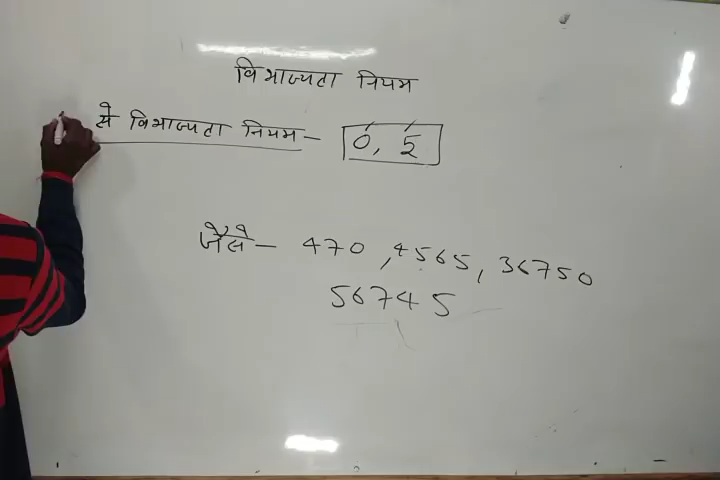 विभाज्यता नियम
से विभाज्यता नियम - 0, 5
जैसे - 470, 4565, 36750
56745